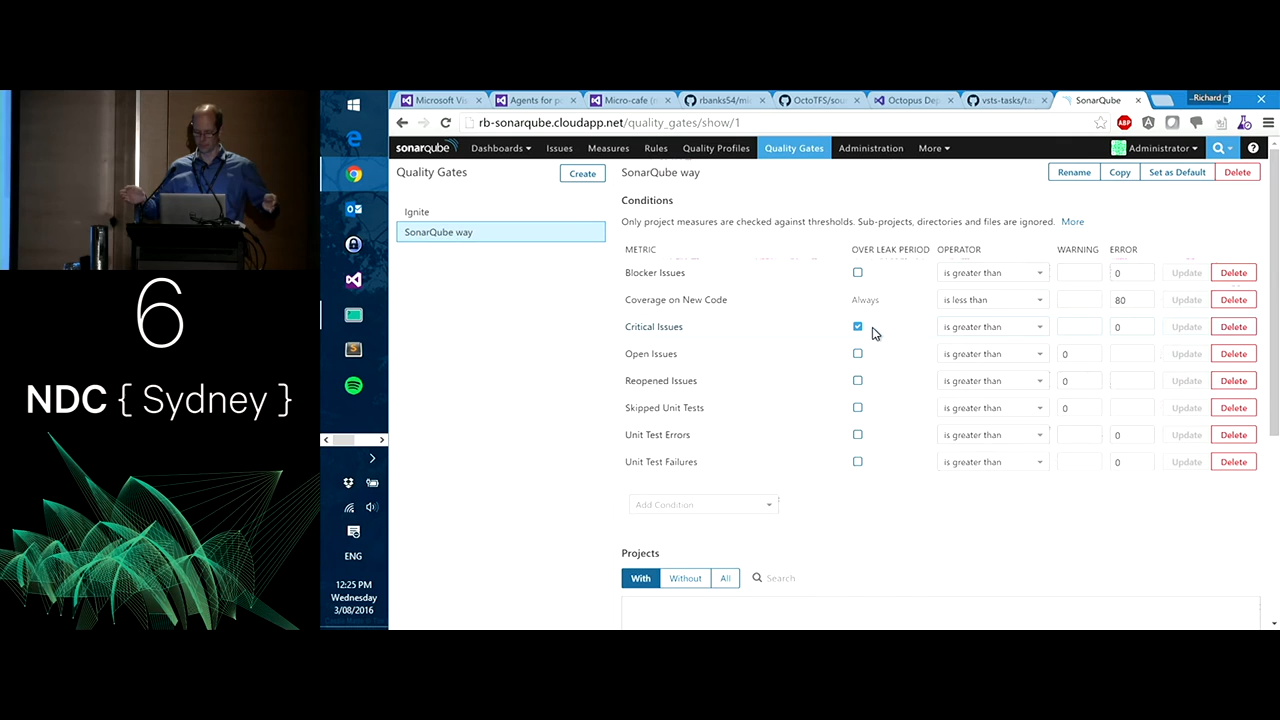 Microsoft Vis
Agents for p
Micro-cafe (m
rbanks54/mi
OctoTFS/sou
Octopus Dep
vsts-tasks/ta
SonarQube
Richard
rb-sonarqube.cloudapp.net/quality_gates/show/1
ABP
sonarqube
Dashboards
Issues
Measures
Rules
Quality Profiles
Quality Gates
Administration
More
Administrator
Quality Gates
Create
SonarQube way
Rename
Copy
Set as Default
Delete
Ignite
SonarQube way
Conditions
Only project measures are checked against thresholds. Sub-projects, directories and files are ignored. More
METRIC OVER LEAK PERIOD OPERATOR WARNING ERROR
Blocker Issues is greater than 0 Update Delete
Coverage on New Code Always is less than 80 Update Delete
Critical Issues is greater than 0 Update Delete
Open Issues is greater than 0 Update Delete
Reopened Issues is greater than 0 Update Delete
Skipped Unit Tests is greater than 0 Update Delete
Unit Test Errors is greater than 0 Update Delete
Unit Test Failures is greater than 0 Update Delete
Add Condition
Projects
With Without All Search
6
NDC { Sydney }
ENG
12:25 PM
Wednesday
3/08/2016